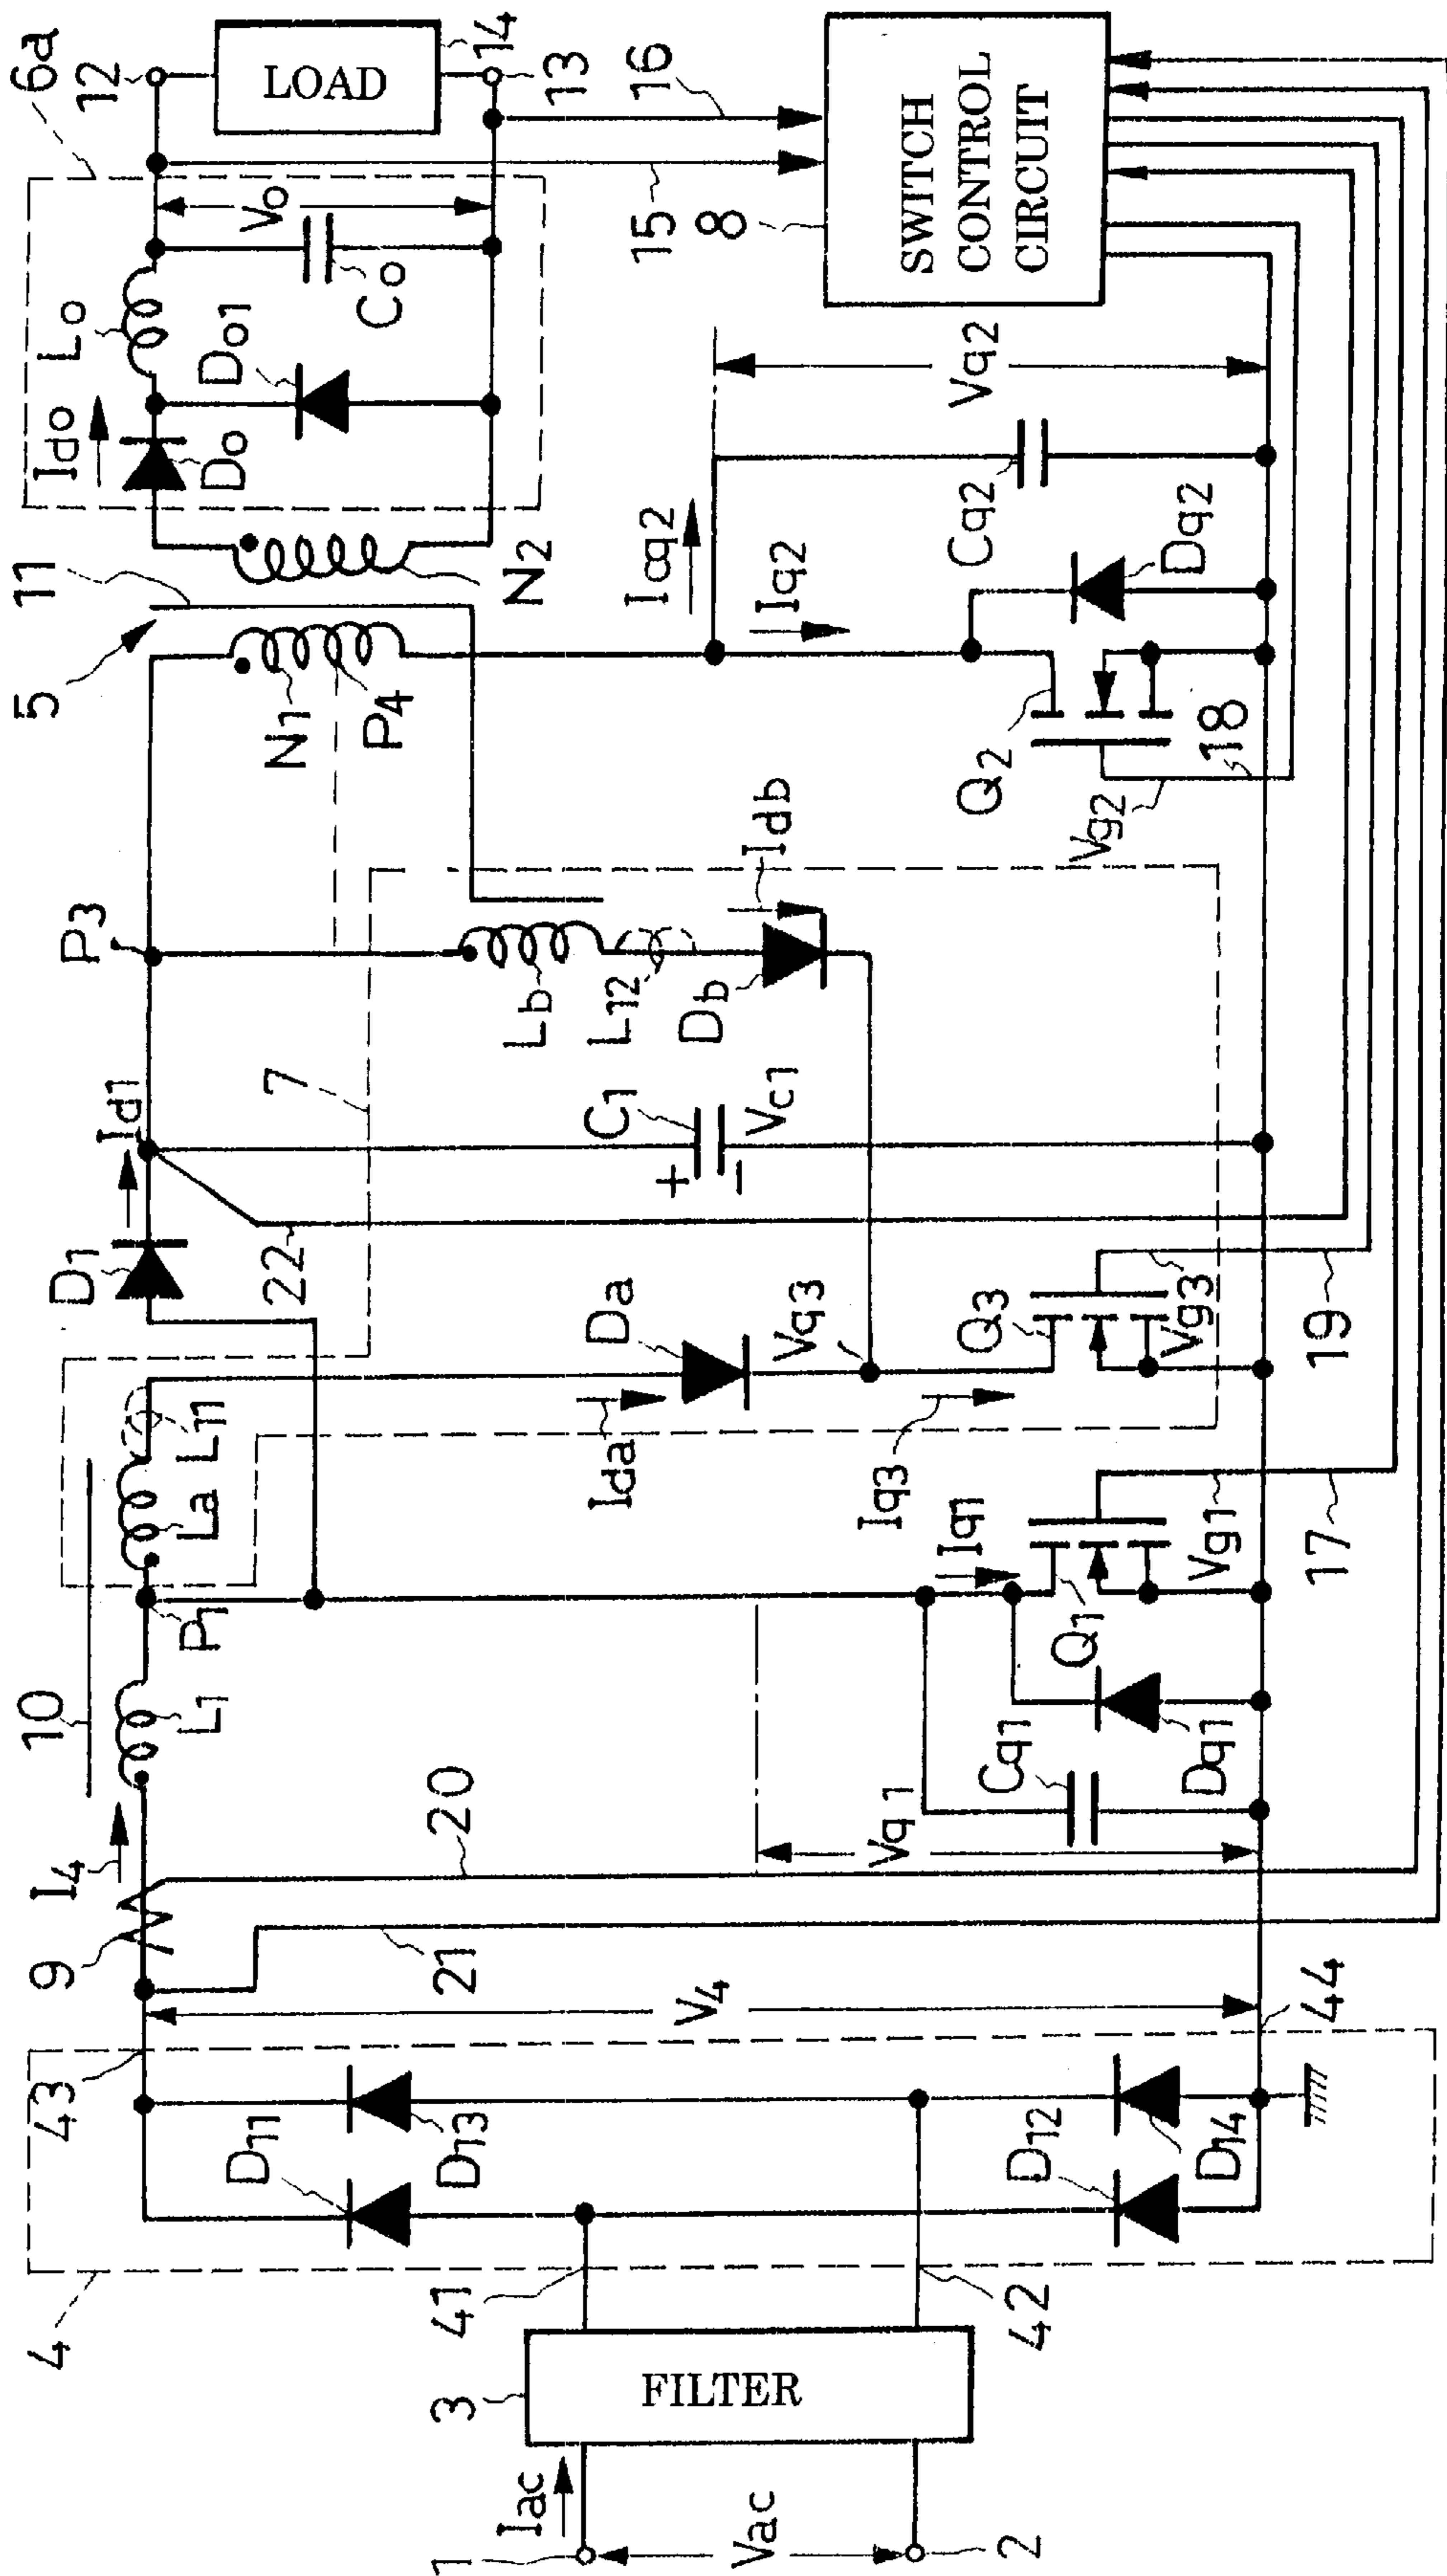 1
2
Iac
Vac
3
FILTER
41
42
4
D11
D13
D12
D14
43
44
V4
21
9
I4
20
10
L1
P1
La
L11
Vq1
Cq1
Dq1
Q1
Iq1
Vg1
17
Ida
Da
Iq3
Vq3
Q3
Vg3
19
D1
22
Id1
7
C1
+
−
Vc1
P3
Lb
L12
Db
Idb
5
11
N1
P4
N2
Icq2
Iq2
Q2
Vg2
18
Dq2
Cq2
Vq2
6a
Ido
Do
Do1
Lo
Co
Vo
12
13
14
LOAD
15
16
8
SWITCH
CONTROL
CIRCUIT